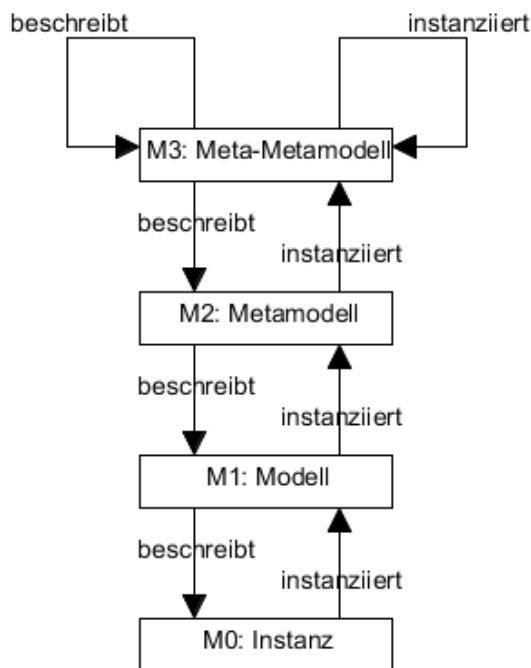 beschreibt
instanziiert
M3: Meta-Metamodell
beschreibt
instanziiert
M2: Metamodell
beschreibt
instanziiert
M1: Modell
beschreibt
instanziiert
M0: Instanz